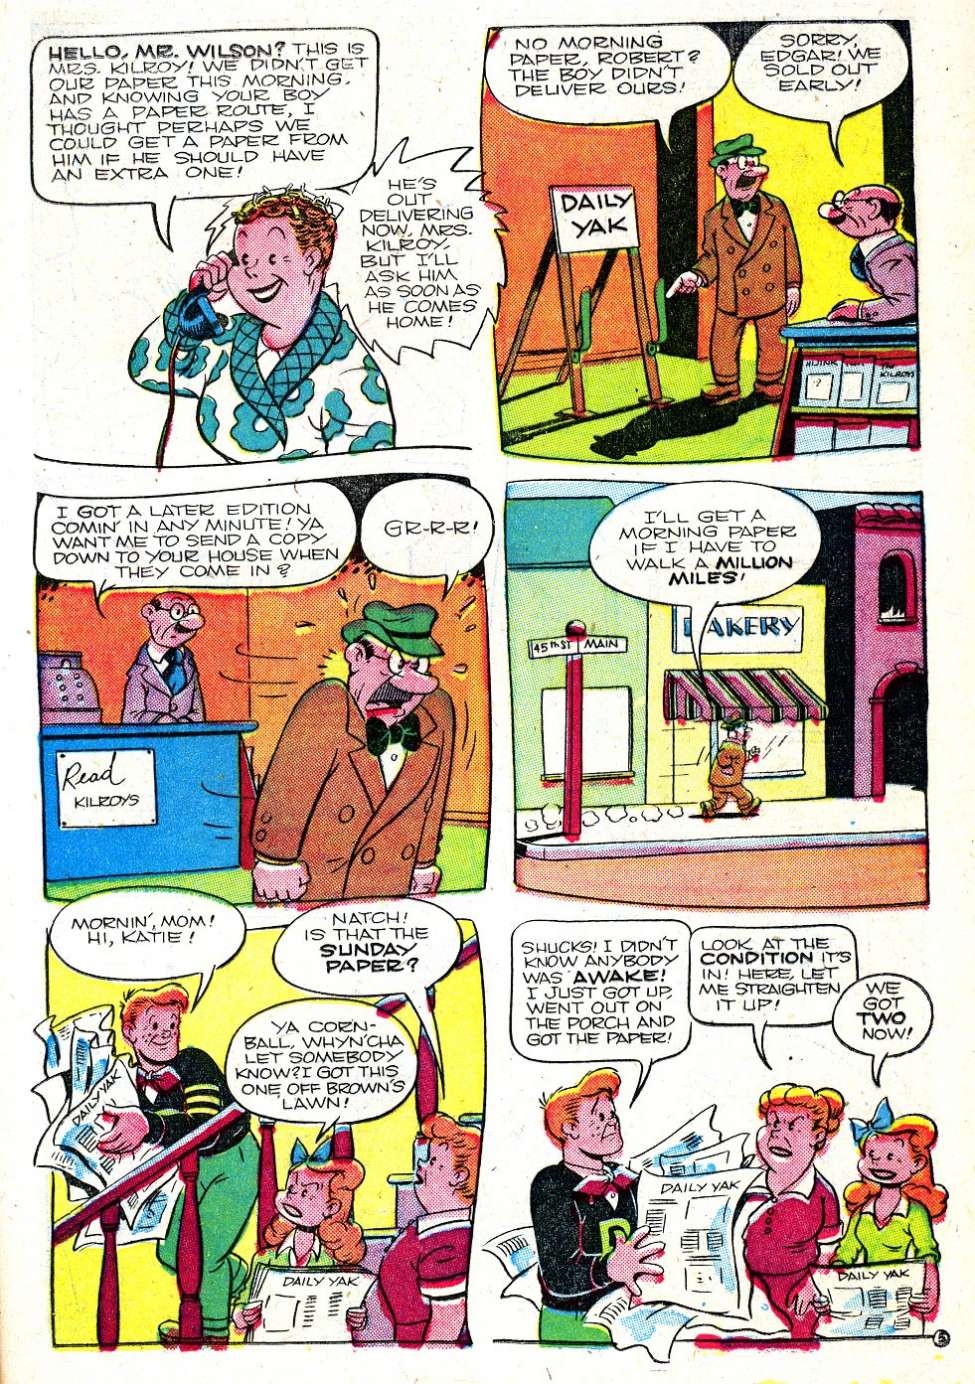 HELLO, MR. WILSON? THIS IS
MRS. KILROY! WE DIDN'T GET
OUR PAPER THIS MORNING,
AND KNOWING YOUR BOY
HAS A PAPER ROUTE, I
THOUGHT PERHAPS WE
COULD GET A PAPER FROM
HIM IF HE SHOULD HAVE
AN EXTRA ONE!
HE'S
OUT
DELIVERING
NOW, MRS.
KILROY,
BUT I'LL
ASK HIM
AS SOON AS
HE COMES
HOME!
NO MORNING
PAPER, ROBERT?
THE BOY DIDN'T
DELIVER OURS!
SORRY,
EDGAR! WE
SOLD OUT
EARLY!
DAILY
YAK
HI-JINX
?
THE
KILROYS
I GOT A LATER EDITION
COMIN' IN ANY MINUTE! YA
WANT ME TO SEND A COPY
DOWN TO YOUR HOUSE WHEN
THEY COME IN?
GR-R-R!
Read
KILROYS
I'LL GET A
MORNING PAPER
IF I HAVE TO
WALK A MILLION
MILES!
BAKERY
45TH ST MAIN
MORNIN', MOM!
HI, KATIE!
NATCH!
IS THAT THE
SUNDAY
PAPER?
YA CORN-
BALL, WHYN'CHA
LET SOMEBODY
KNOW? I GOT THIS
ONE OFF BROWN'S
LAWN!
DAILY YAK
DAILY YAK
SHUCKS! I DIDN'T
KNOW ANYBODY
WAS AWAKE!
I JUST GOT UP,
WENT OUT ON
THE PORCH AND
GOT THE PAPER!
LOOK AT THE
CONDITION IT'S
IN! HERE, LET
ME STRAIGHTEN
IT UP!
WE
GOT
TWO
NOW!
DAILY YAK
DAILY YAK